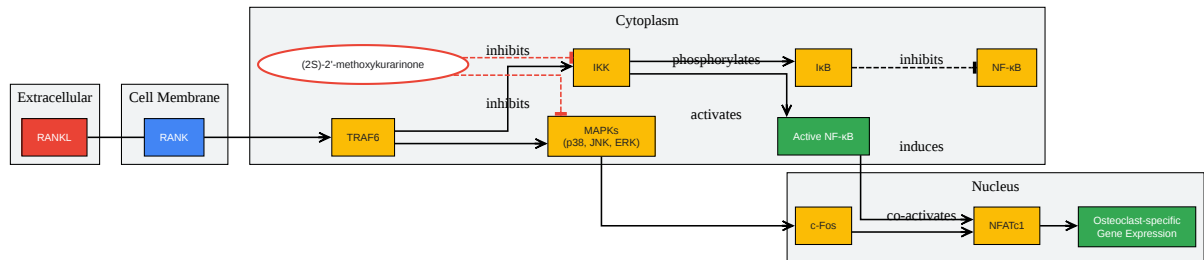 Cytoplasm
(2S)-2'-methoxykurarinone
inhibits
inhibits
IKK
phosphorylates
IκB
inhibits
NF-κB
Extracellular
RANKL
Cell Membrane
RANK
TRAF6
MAPKs
(p38, JNK, ERK)
activates
Active NF-κB
induces
Nucleus
c-Fos
co-activates
NFATc1
Osteoclast-specific
Gene Expression